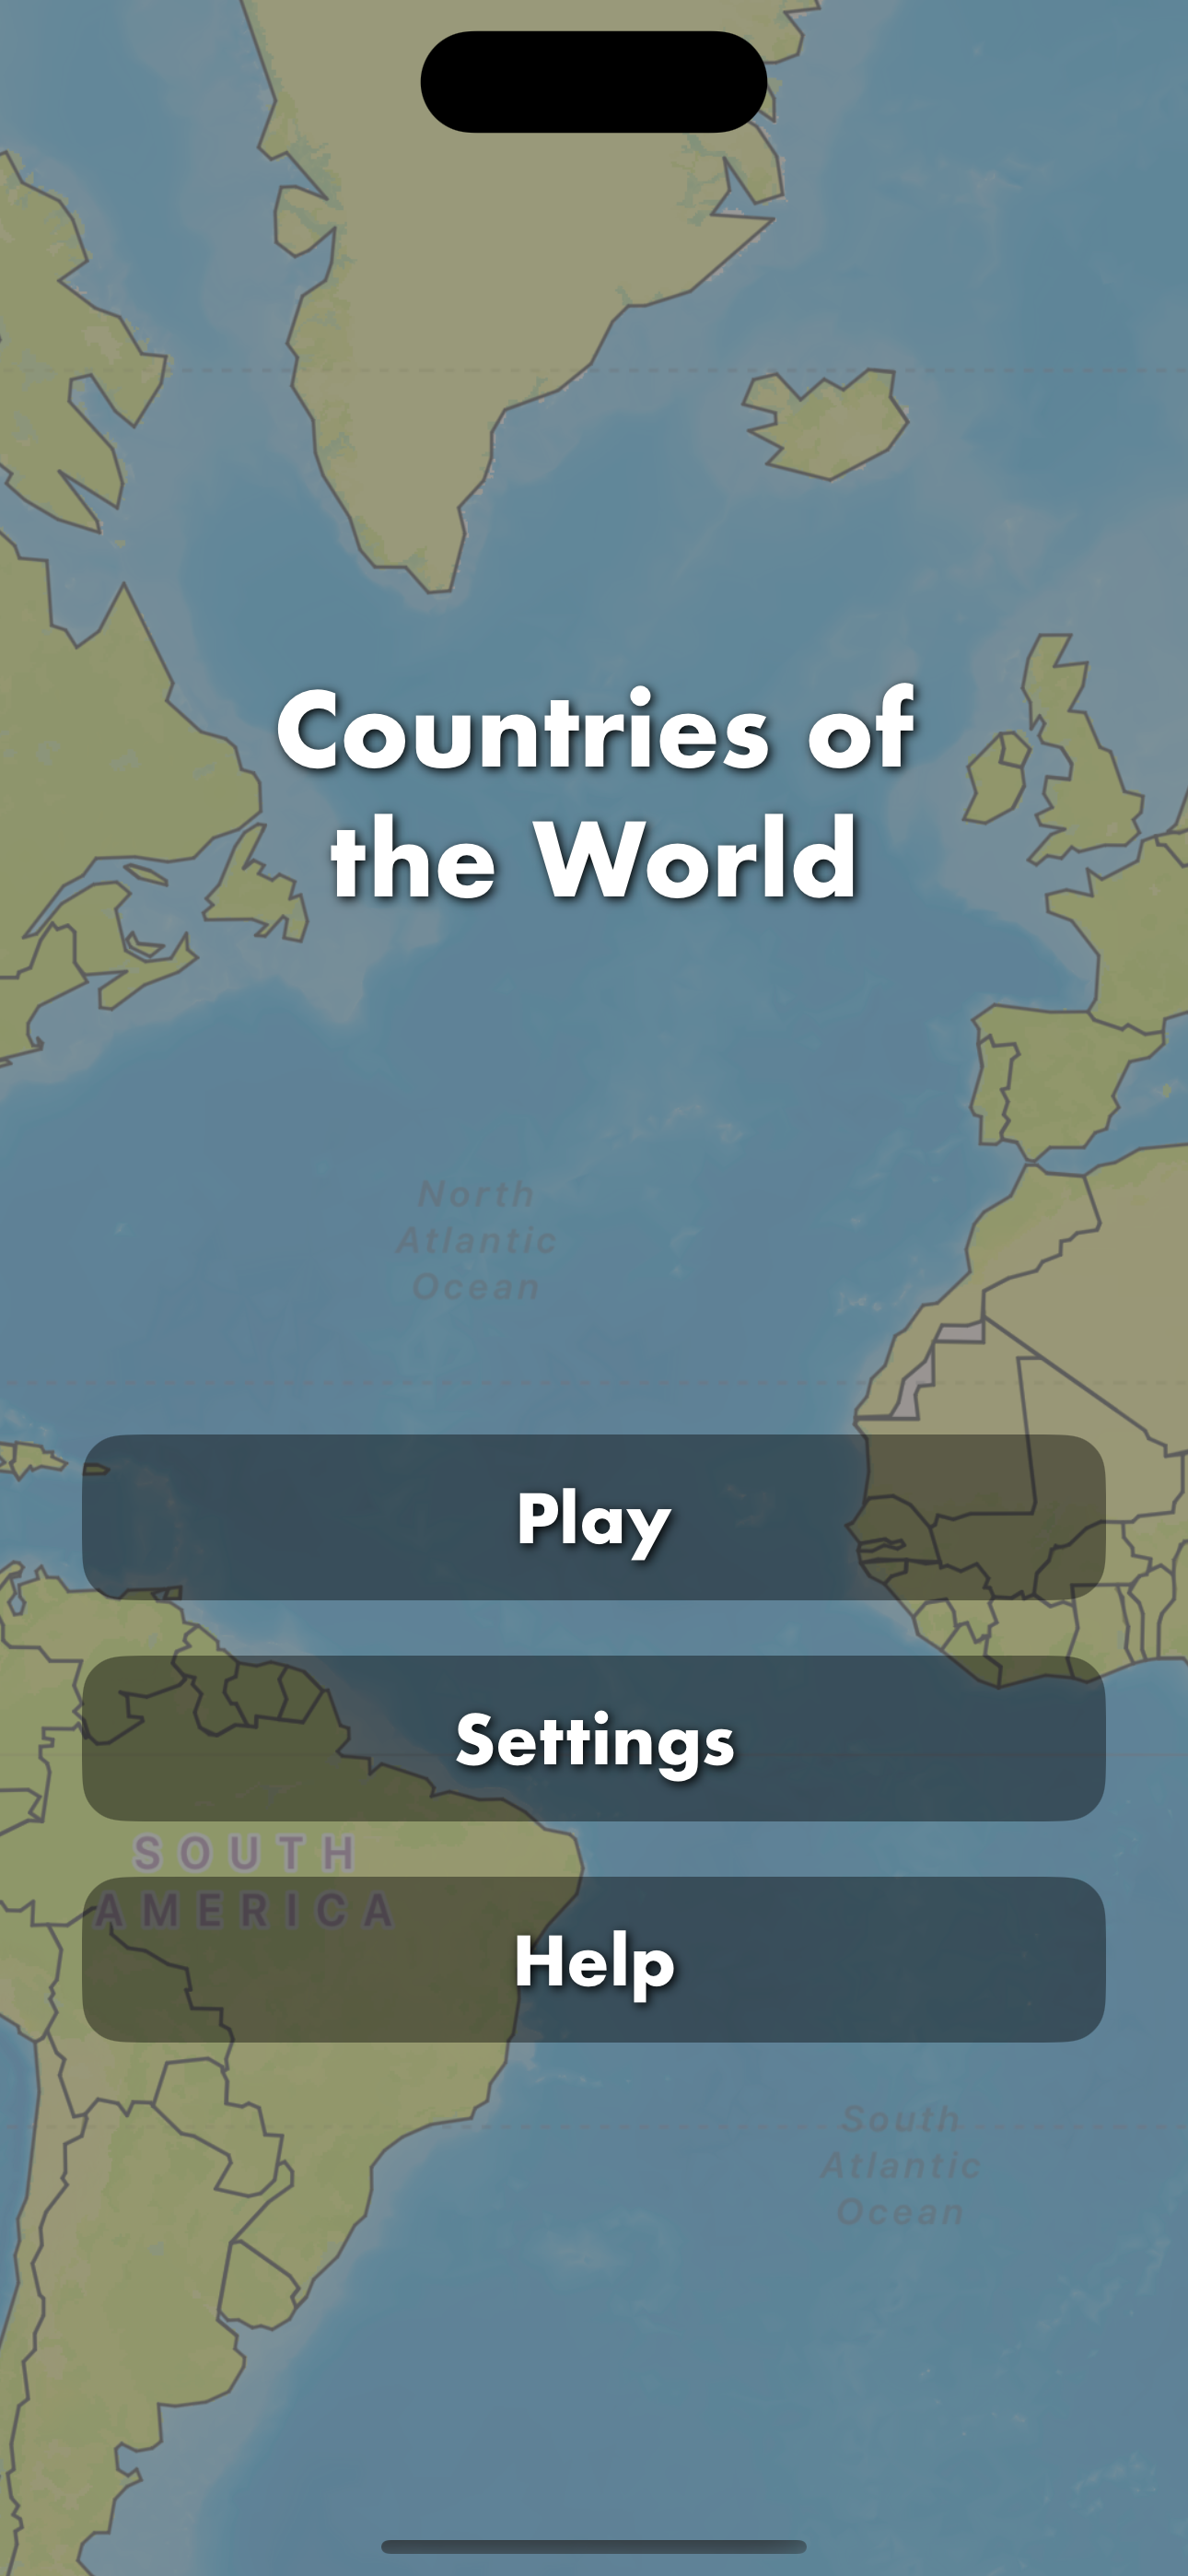 Countries of
the World
North
Atlantic
Ocean
Play
Settings
SOUTH
AMERICA
Help
South
Atlantic
Ocean